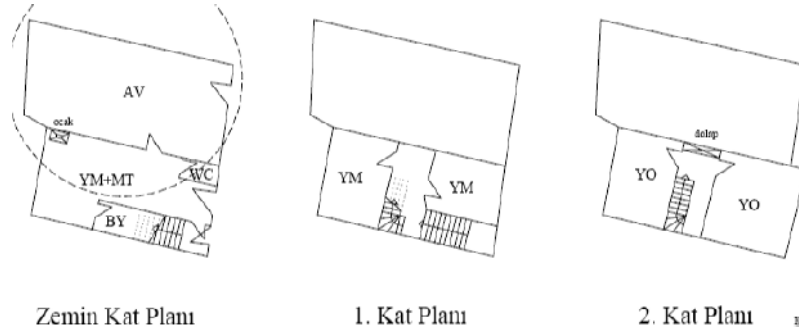 AV
ocak
YM+MT
WC
BY
Zemin Kat Planı
YM
YM
1. Kat Planı
dolap
YO
YO
2. Kat Planı